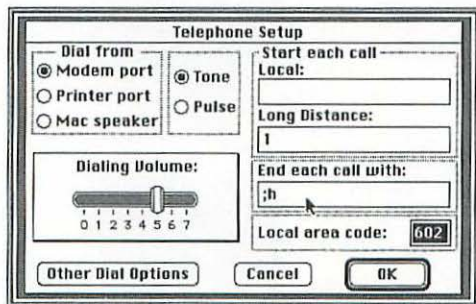 Telephone Setup
Dial from
Modem port
Printer port
Mac speaker
Tone
Pulse
Start each call
Local:
Long Distance:
1
Dialing Volume:
0 1 2 3 4 5 6 7
End each call with:
;h
Local area code: 602
Other Dial Options
Cancel
OK